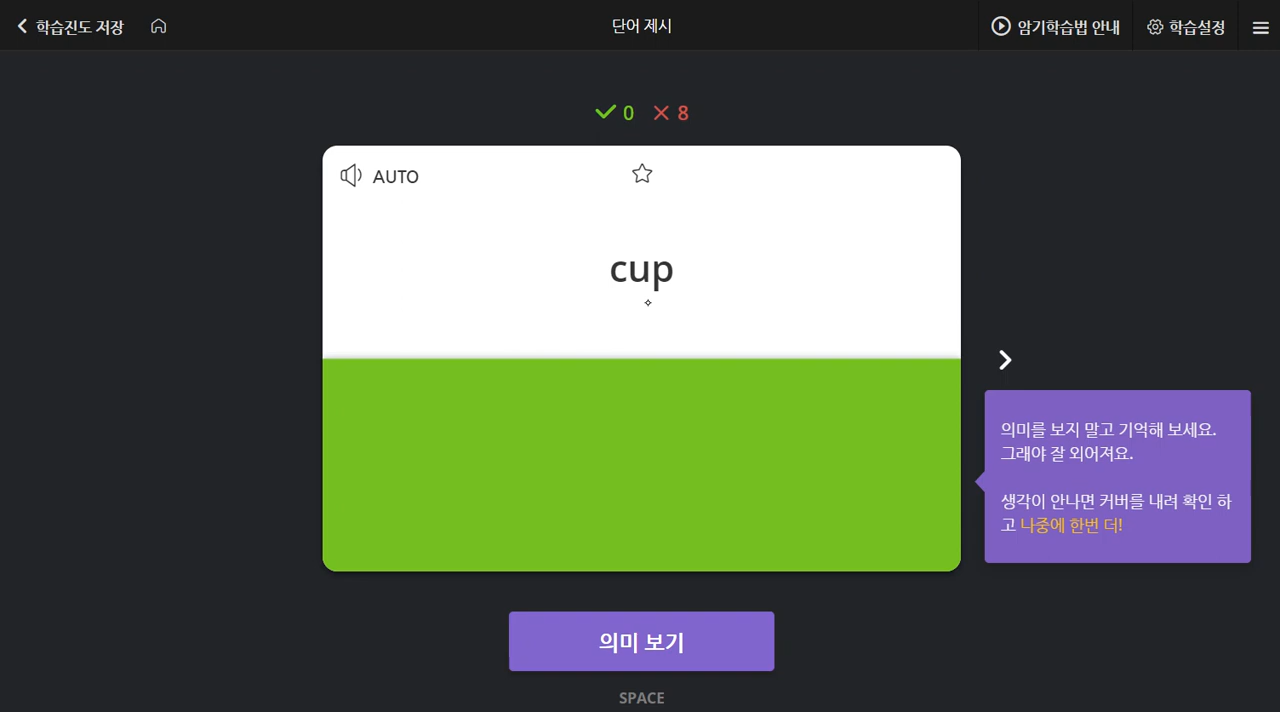 학습진도 저장
단어 제시
암기학습법 안내
학습설정
0
8
AUTO
cup
의미를 보지 말고 기억해 보세요.
그래야 잘 외어져요.
생각이 안나면 커버를 내려 확인 하
고 나중에 한번 더!
의미 보기
SPACE